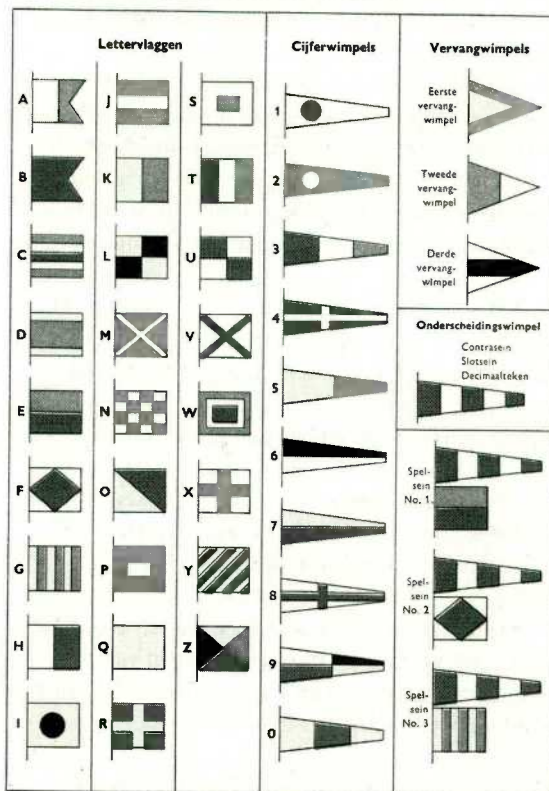 Lettervlaggen
A
B
C
D
E
F
G
H
I
J
K
L
M
N
O
P
Q
R
S
T
U
V
W
X
Y
Z
Cijferwimpels
1
2
3
4
5
6
7
8
9
0
Vervangwimpels
Eerste
vervang-
wimpel
Tweede
vervang-
wimpel
Derde
vervang-
wimpel
Onderscheidingswimpel
Contrasein
Slotsein
Decimaalteken
Spel-
sein
No. 1
Spel-
sein
No. 2
Spel-
sein
No. 3